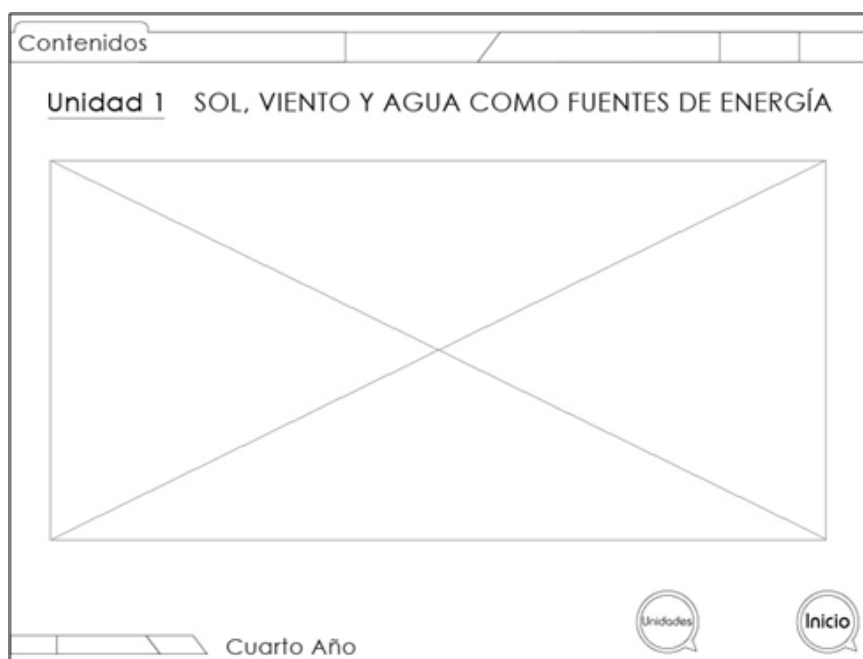 Contenidos
Unidad 1 SOL, VIENTO Y AGUA COMO FUENTES DE ENERGÍA
Unidades
Inicio
Cuarto Año